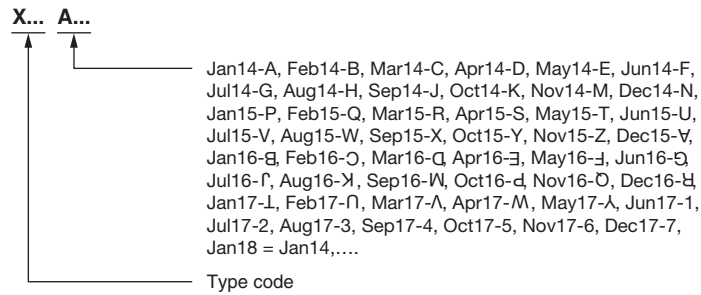 X... A...
Jan14-A, Feb14-B, Mar14-C, Apr14-D, May14-E, Jun14-F,
Jul14-G, Aug14-H, Sep14-J, Oct14-K, Nov14-M, Dec14-N,
Jan15-P, Feb15-Q, Mar15-R, Apr15-S, May15-T, Jun15-U,
Jul15-V, Aug15-W, Sep15-X, Oct15-Y, Nov15-Z, Dec15-∀,
Jan16-ᗺ, Feb16-Ɔ, Mar16-ᗡ, Apr16-Ǝ, May16-Ⅎ, Jun16-⅁,
Jul16-ſ, Aug16-ʞ, Sep16-W, Oct16-Ԁ, Nov16-Ò, Dec16-ᴚ,
Jan17-⊥, Feb17-∩, Mar17-Λ, Apr17-M, May17-⅄, Jun17-1,
Jul17-2, Aug17-3, Sep17-4, Oct17-5, Nov17-6, Dec17-7,
Jan18 = Jan14,....
Type code